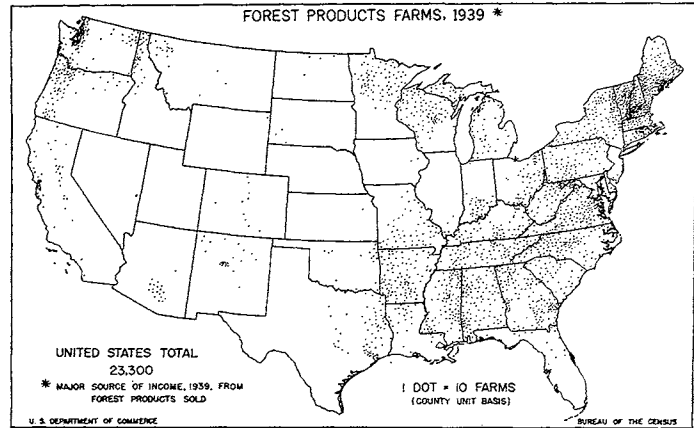 FOREST PRODUCTS FARMS, 1939 *
UNITED STATES TOTAL
23,300
* MAJOR SOURCE OF INCOME, 1939, FROM
FOREST PRODUCTS SOLD
1 DOT = 10 FARMS
(COUNTY UNIT BASIS)
U. S. DEPARTMENT OF COMMERCE
BUREAU OF THE CENSUS